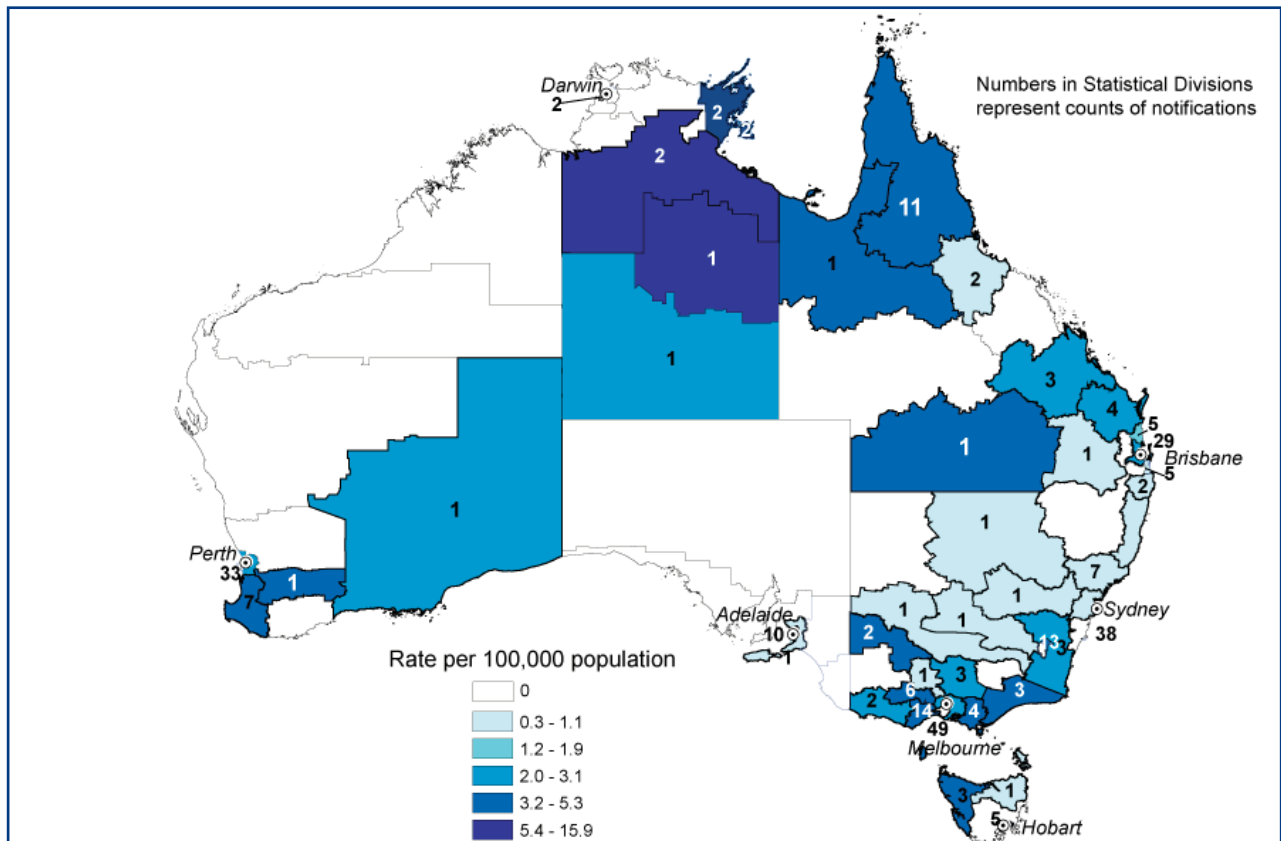 Numbers in Statistical Divisions
represent counts of notifications
Darwin
2
2
2
2
11
1
1
2
1
3
4
5
29
Brisbane
5
1
1
2
1
1
Perth
33
1
7
7
1
1
1
Sydney
38
Adelaide
10
1
2
13
3
1
3
3
6
2
14
4
49
Melbourne
3
1
5
Hobart
Rate per 100,000 population
0
0.3 - 1.1
1.2 - 1.9
2.0 - 3.1
3.2 - 5.3
5.4 - 15.9